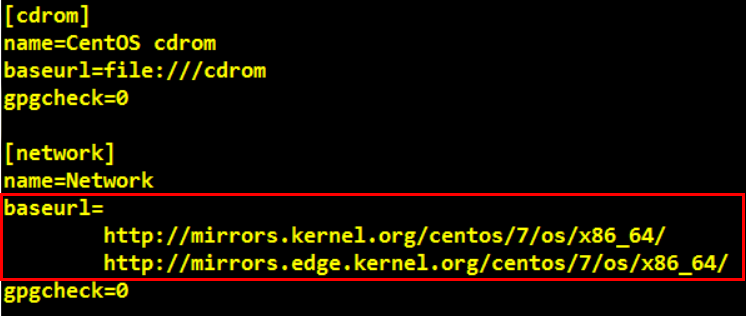 [cdrom]
name=CentOS cdrom
baseurl=file:///cdrom
gpgcheck=0
[network]
name=Network
baseurl=
http://mirrors.kernel.org/centos/7/os/x86_64/
http://mirrors.edge.kernel.org/centos/7/os/x86_64/
gpgcheck=0